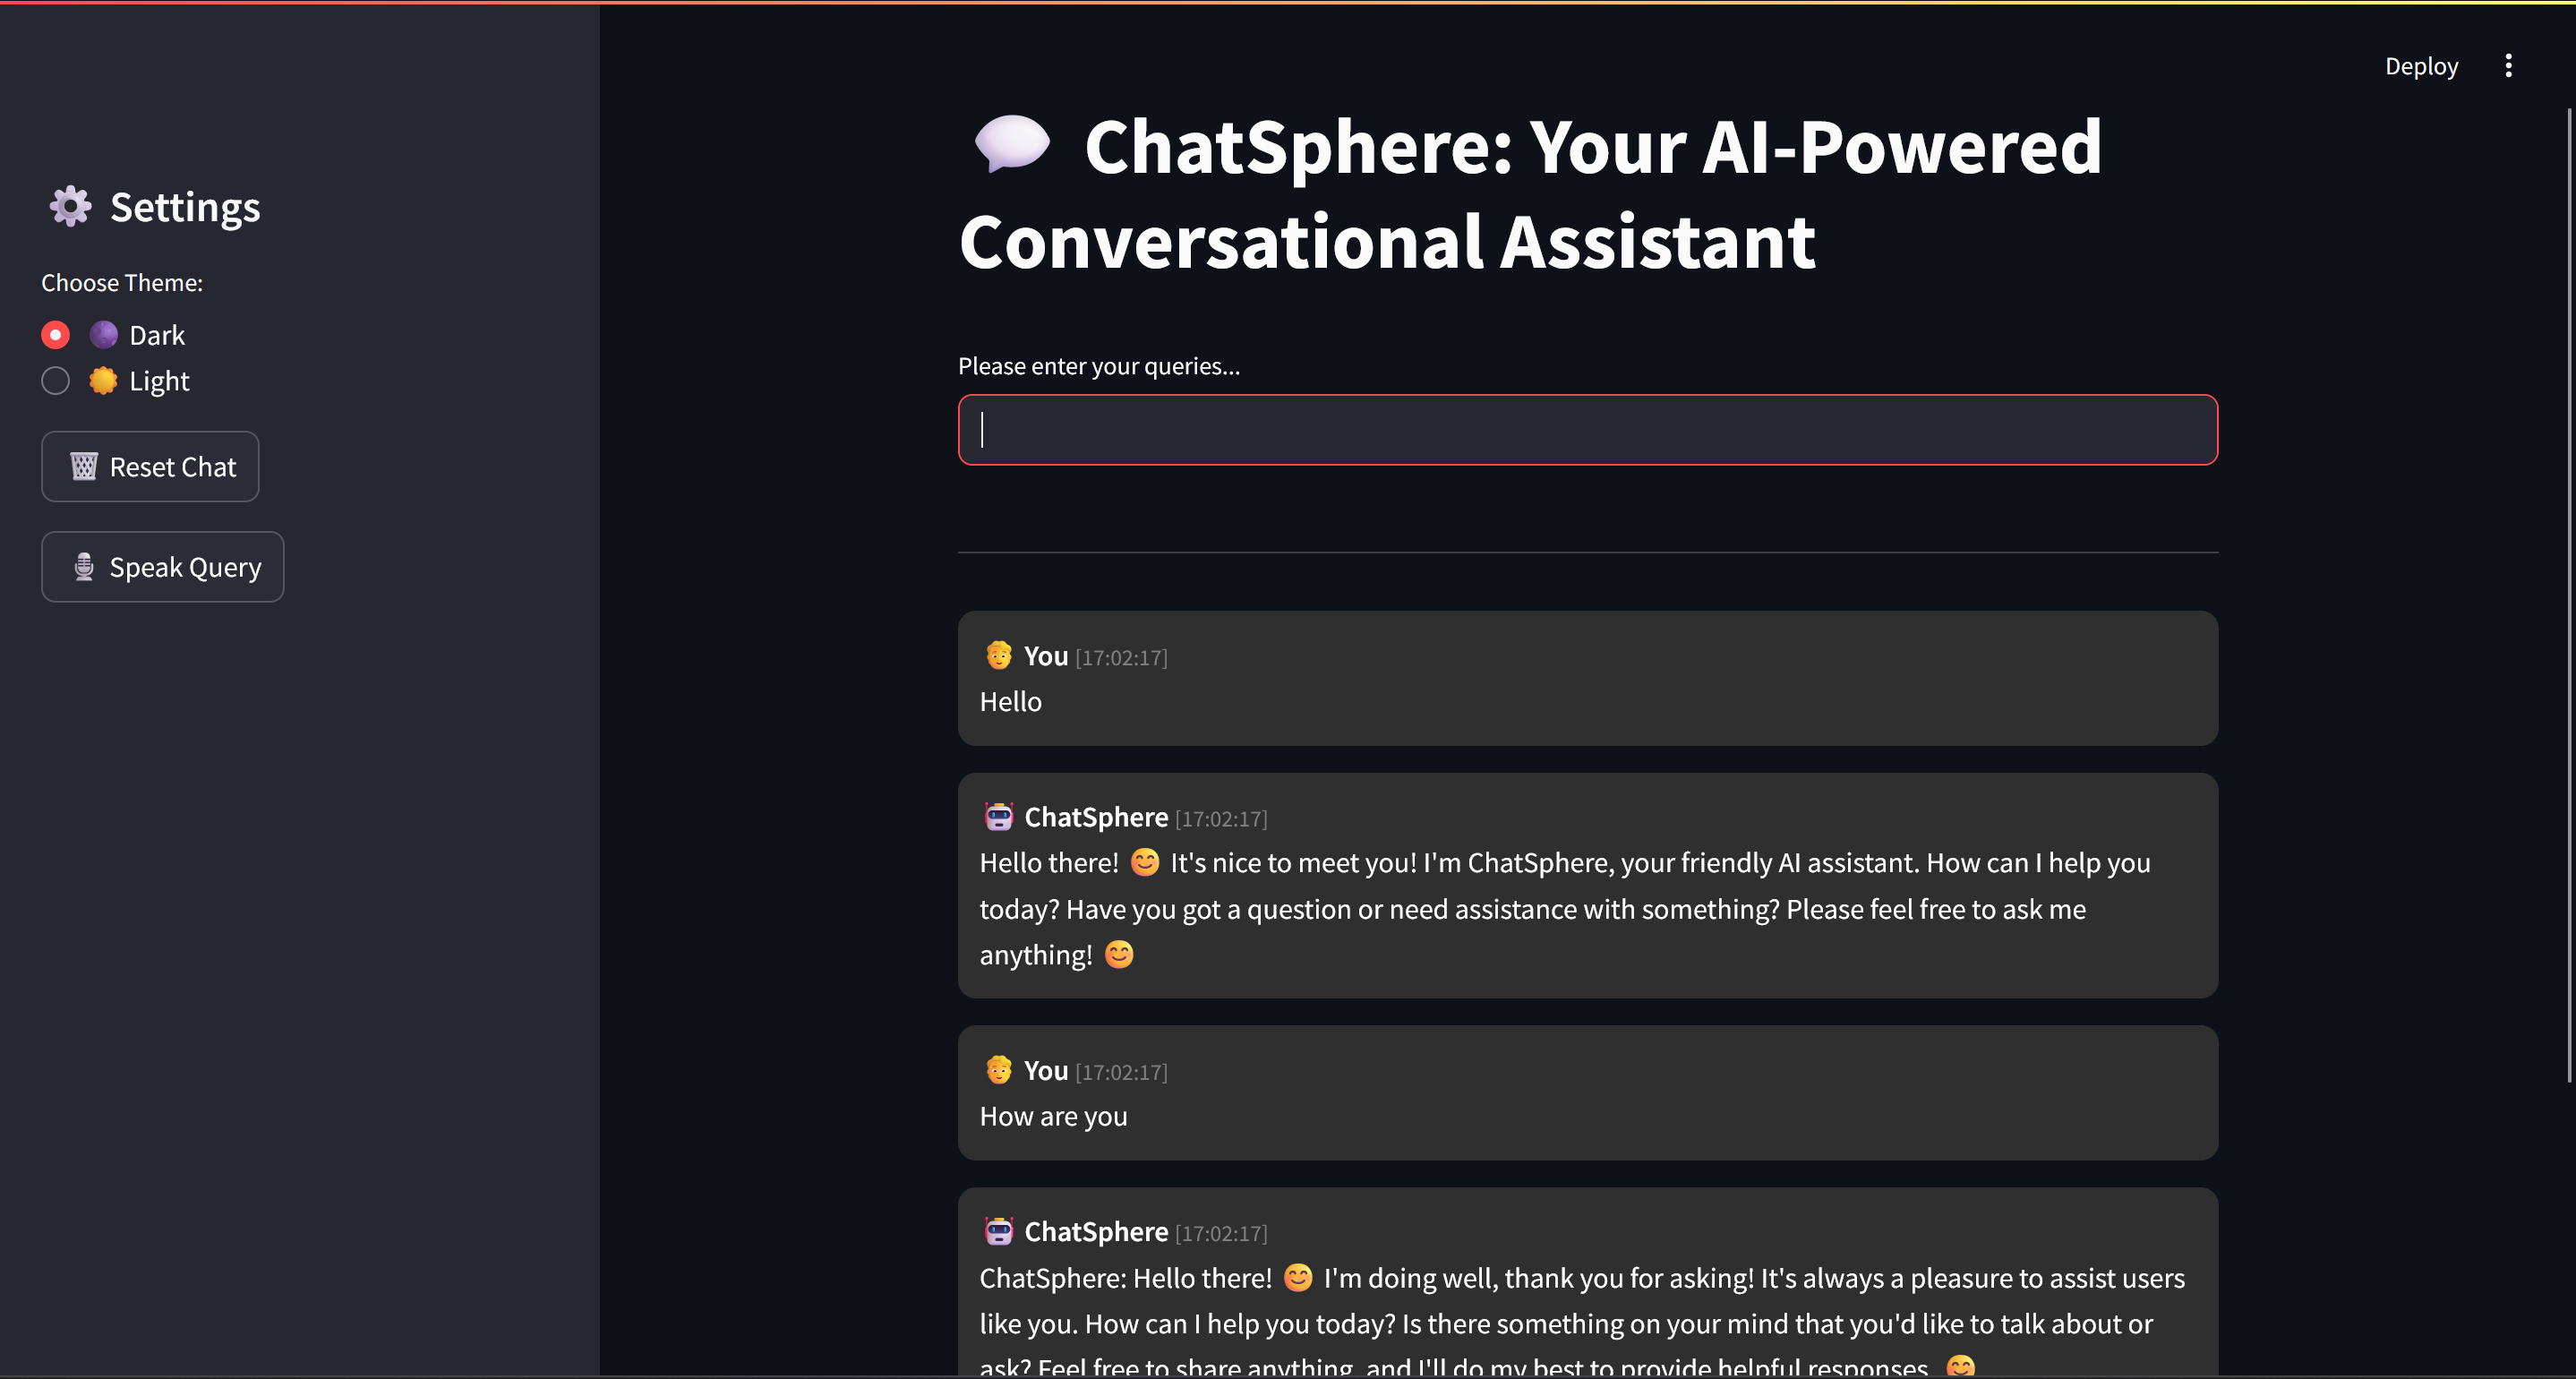 Deploy
⚙️ Settings
Choose Theme:
🌑 Dark
🌞 Light
🗑️ Reset Chat
🎙️ Speak Query
💬 ChatSphere: Your AI-Powered
Conversational Assistant
Please enter your queries...
You [17:02:17]
Hello
ChatSphere [17:02:17]
Hello there! 😊 It's nice to meet you! I'm ChatSphere, your friendly AI assistant. How can I help you
today? Have you got a question or need assistance with something? Please feel free to ask me
anything! 😊
You [17:02:17]
How are you
ChatSphere [17:02:17]
ChatSphere: Hello there! 😊 I'm doing well, thank you for asking! It's always a pleasure to assist users
like you. How can I help you today? Is there something on your mind that you'd like to talk about or
ask? Feel free to share anything, and I'll do my best to provide helpful responses. 😊